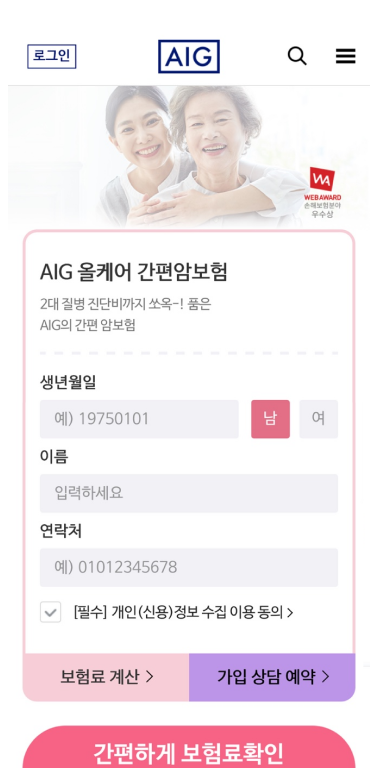 로그인
AIG
WA
WEBAWARD
손해보험분야
우수상
AIG 올케어 간편암보험
2대 질병 진단비까지 쏘옥~! 품은
AIG의 간편 암보험
생년월일
예) 19750101
남
여
이름
입력하세요
연락처
예) 01012345678
[필수] 개인(신용)정보 수집 이용 동의 >
보험료 계산 >
가입 상담 예약 >
간편하게 보험료확인